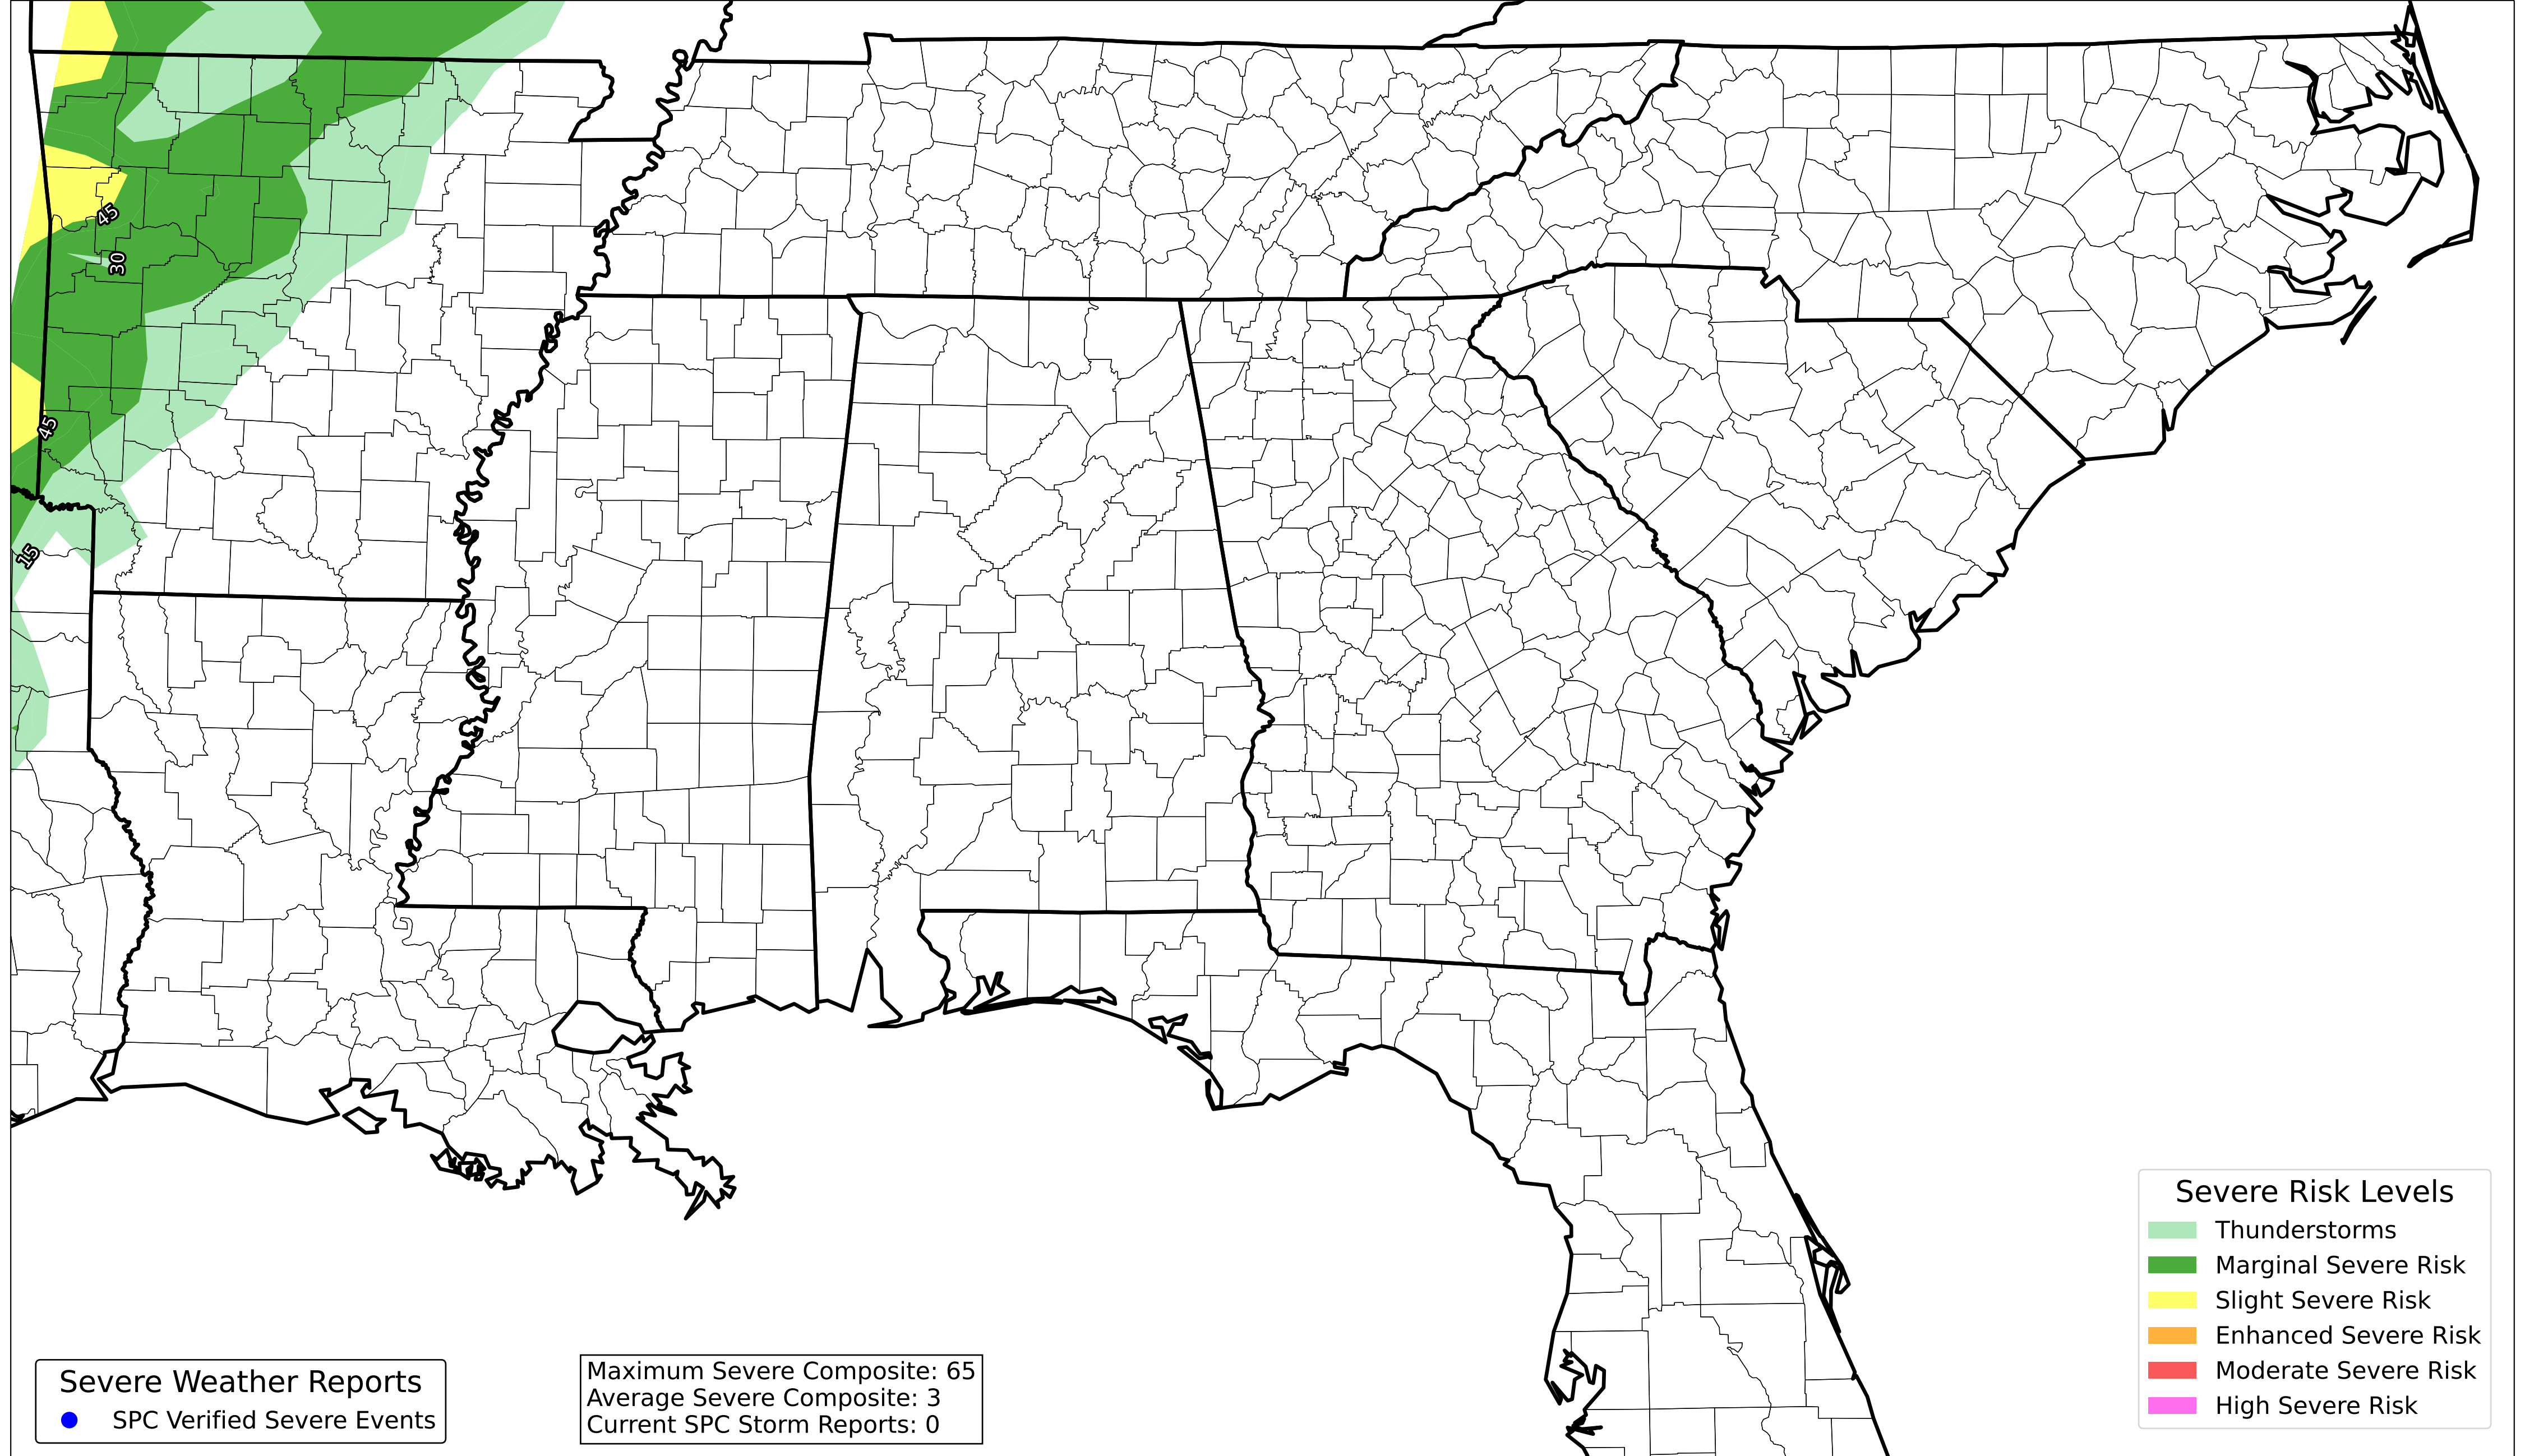 45
30
45
15
Severe Risk Levels
Thunderstorms
Marginal Severe Risk
Slight Severe Risk
Enhanced Severe Risk
Moderate Severe Risk
High Severe Risk
Severe Weather Reports
SPC Verified Severe Events
Maximum Severe Composite: 65
Average Severe Composite: 3
Current SPC Storm Reports: 0